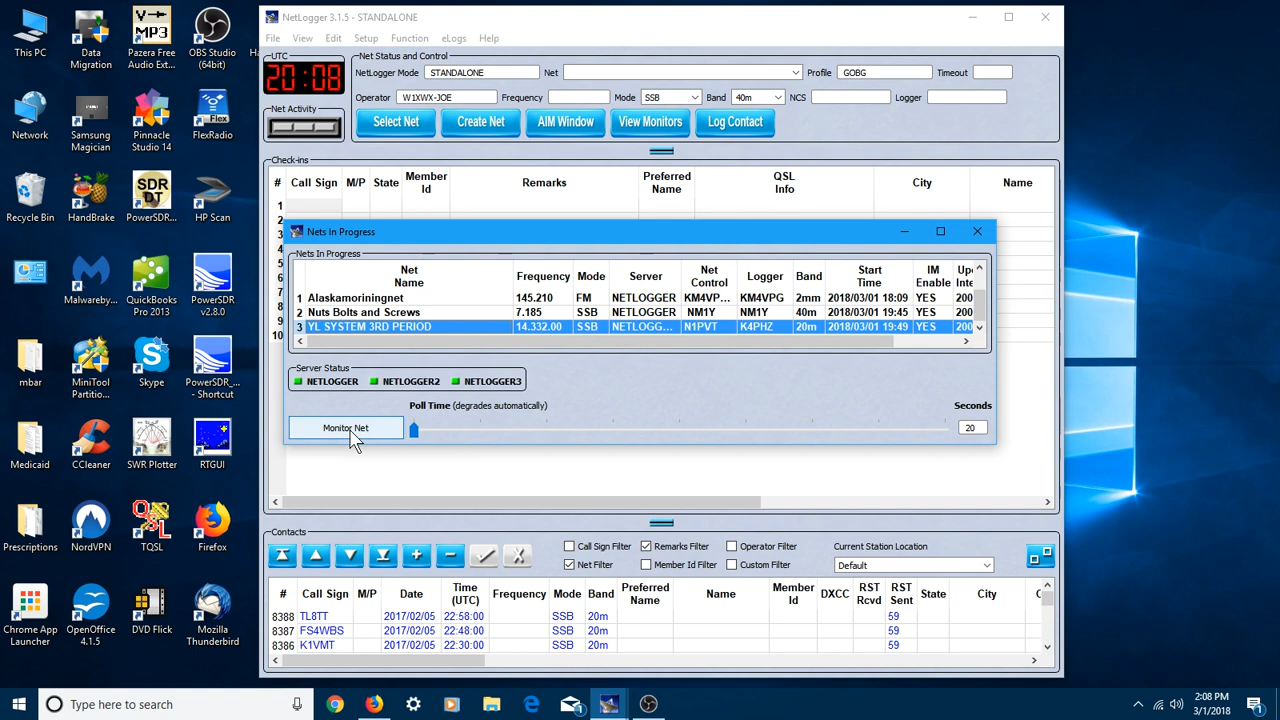 This PC
Data Migration
V→ MP3
Pazera Free Audio Ext...
OBS Studio (64bit)
Network
Samsung Magician
Pinnacle Studio 14
Flex
FlexRadio
Recycle Bin
HandBrake
SDR DT
PowerSDR...
HP Scan
Malwareby...
QuickBooks Pro 2013
PowerSDR v2.8.0
mbar
MiniTool Partitio...
Skype
PowerSDR_... - Shortcut
Medicaid
CCleaner
SWR Plotter
RTGUI
Prescriptions
NordVPN
TQSL
Firefox
Chrome App Launcher
OpenOffice 4.1.5
DVD Flick
Mozilla Thunderbird
NetLogger 3.1.5 - STANDALONE
File View Edit Setup Function eLogs Help
UTC
20:08
Net Activity
Net Status and Control
NetLogger Mode STANDALONE Net Profile GOBG Timeout
Operator W1XWX-JOE Frequency Mode SSB Band 40m NCS Logger
Select Net Create Net AIM Window View Monitors Log Contact
Check-ins
# Call Sign M/P State Member Id Remarks Preferred Name QSL Info City Name
1
2
3
4
5
6
7
8
9
10
Nets In Progress
Nets In Progress
Net Name Frequency Mode Server Net Control Logger Band Start Time IM Enable Up Inte
1 Alaskamoriningnet 145.210 FM NETLOGGER KM4VP... KM4VPG 2mm 2018/03/01 18:09 YES 200
2 Nuts Bolts and Screws 7.185 SSB NETLOGGER NM1Y NM1Y 40m 2018/03/01 19:45 YES 200
3 YL SYSTEM 3RD PERIOD 14.332.00 SSB NETLOGG... N1PVT K4PHZ 20m 2018/03/01 19:49 YES 200
Server Status
NETLOGGER NETLOGGER2 NETLOGGER3
Poll Time (degrades automatically) Seconds
Monitor Net 20
Contacts
Call Sign Filter Remarks Filter Operator Filter Current Station Location
Net Filter Member Id Filter Custom Filter Default
# Call Sign M/P Date Time (UTC) Frequency Mode Band Preferred Name Name Member Id DXCC RST Rcvd RST Sent State City
8388 TL8TT 2017/02/05 22:58:00 SSB 20m 59
8387 FS4WBS 2017/02/05 22:48:00 SSB 20m 59
8386 K1VMT 2017/02/05 22:30:00 SSB 20m 59
Type here to search
2:08 PM
3/1/2018